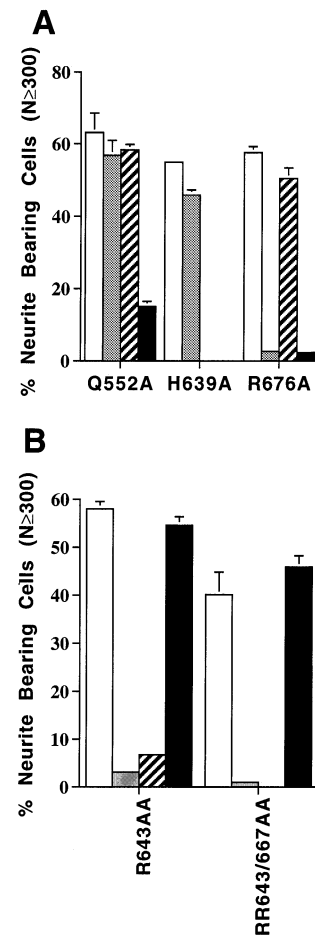 A
% Neurite Bearing Cells (N≥300)
80
60
40
20
0
Q552A H639A R676A
B
% Neurite Bearing Cells (N≥300)
60
50
40
30
20
10
0
R643AA
RR643/667AA